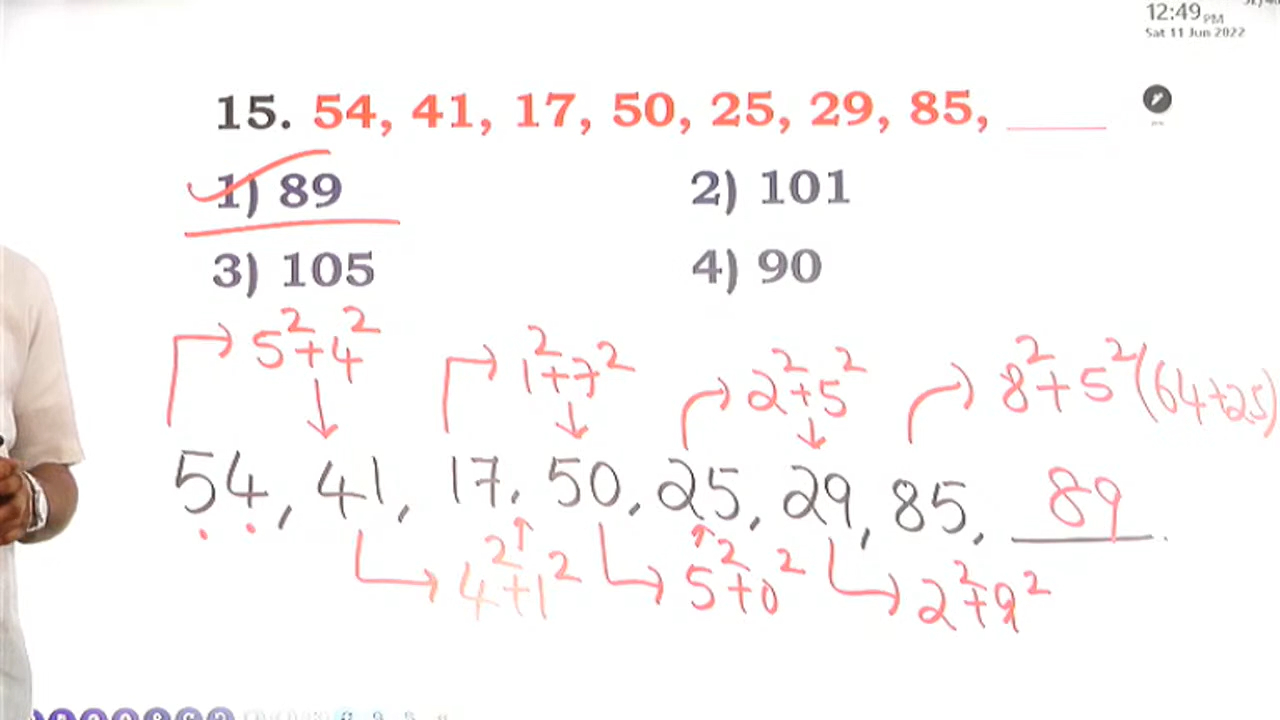 12:49 PM
Sat 11 Jun 2022
15. 54, 41, 17, 50, 25, 29, 85, ____
1) 89 2) 101
3) 105 4) 90
5²+4² 1²+7² 2²+5² 8²+5²(64+25)
54, 41, 17, 50, 25, 29, 85, 89
4²+1² 5²+0² 2²+9²